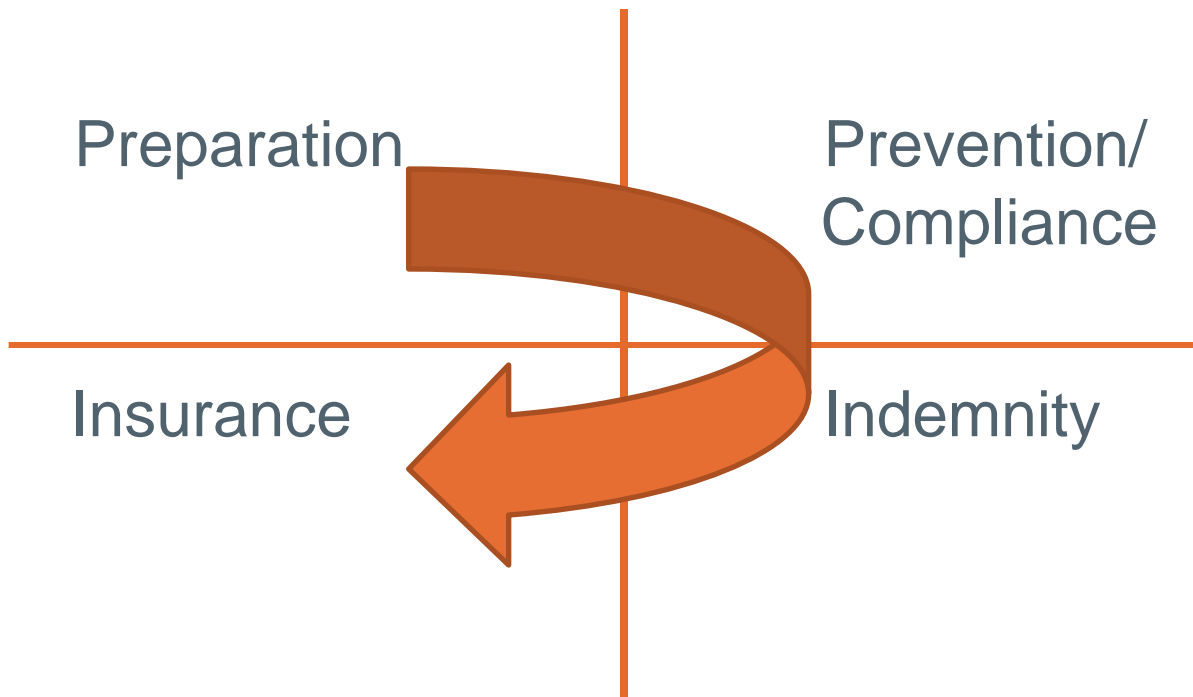 Preparation
Prevention/
Compliance
Insurance
Indemnity